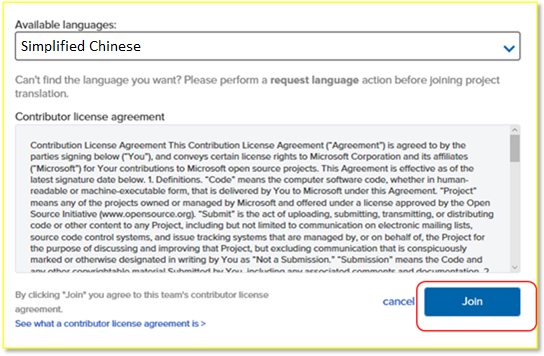 Available languages:
Simplified Chinese
Can't find the language you want? Please perform a request language action before joining project
translation.
Contributor license agreement
Contribution License Agreement This Contribution License Agreement ("Agreement") is agreed to by the
parties signing below ("You"), and conveys certain license rights to Microsoft Corporation and its affiliates
("Microsoft") for Your contributions to Microsoft open source projects. This Agreement is effective as of the
latest signature date below. 1. Definitions. "Code" means the computer software code, whether in human-
readable or machine-executable form, that is delivered by You to Microsoft under this Agreement. "Project"
means any of the projects owned or managed by Microsoft and offered under a license approved by the Open
Source Initiative (www.opensource.org). "Submit" is the act of uploading, submitting, transmitting, or distributing
code or other content to any Project, including but not limited to communication on electronic mailing lists,
source code control systems, and issue tracking systems that are managed by, or on behalf of, the Project for
the purpose of discussing and improving that Project, but excluding communication that is conspicuously
marked or otherwise designated in writing by You as "Not a Submission." "Submission" means the Code and
any other copyrightable material Submitted by You, including any associated comments and documentation. 2.
By clicking "Join" you agree to this team's contributor license
agreement.
See what a contributor license agreement is >
cancel
Join